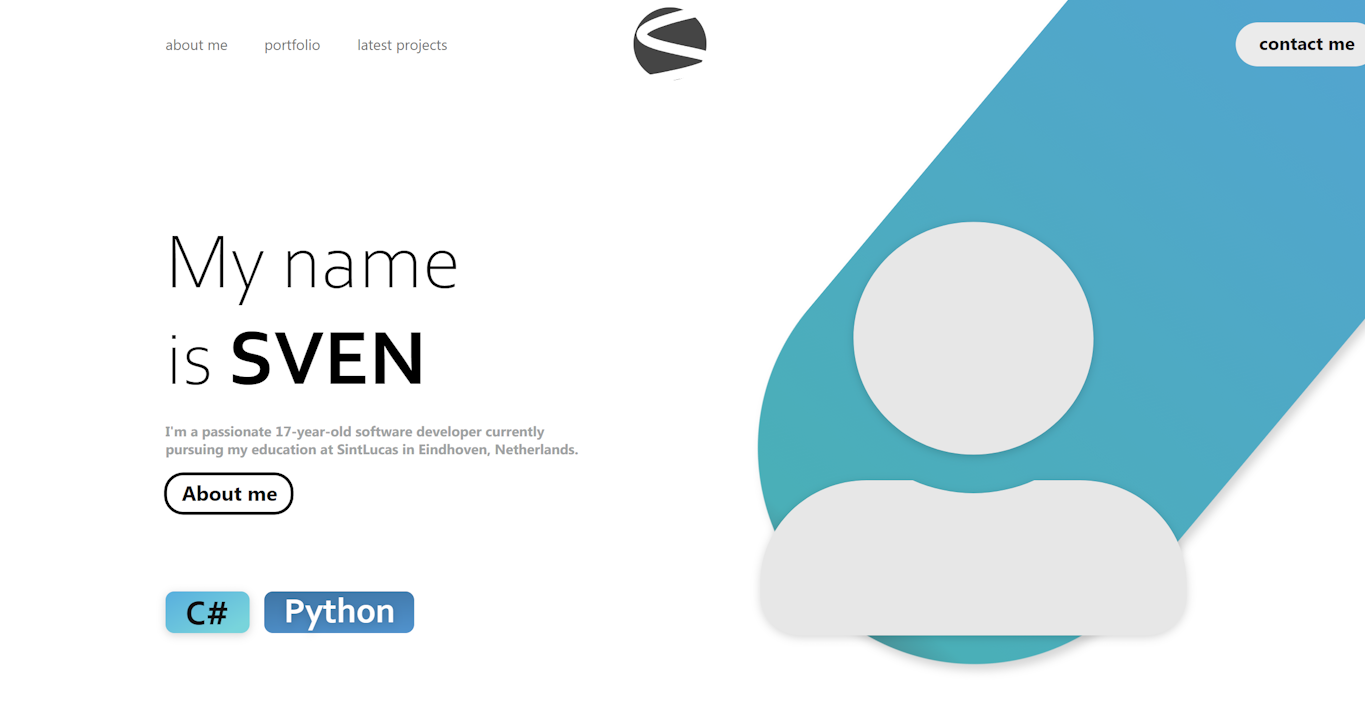 about me portfolio latest projects contact me
My name
is SVEN
I'm a passionate 17-year-old software developer currently
pursuing my education at SintLucas in Eindhoven, Netherlands.
About me
C# Python